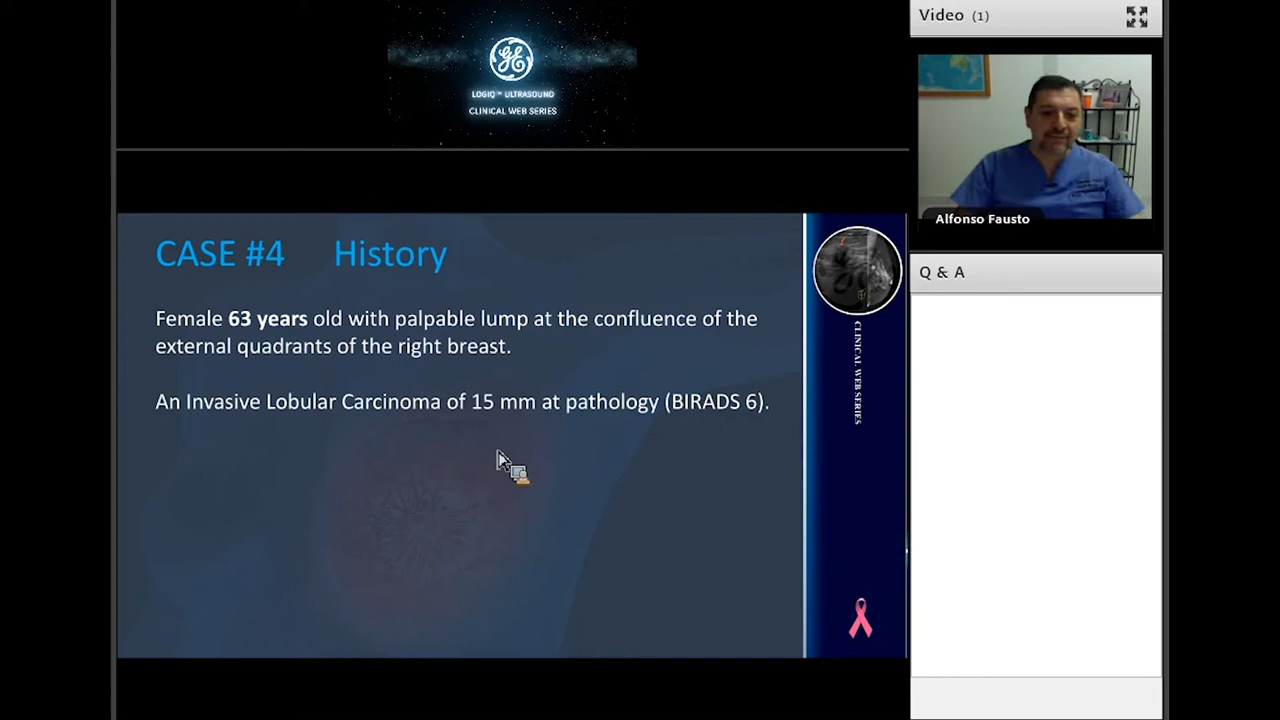 LOGIQ™ ULTRASOUND
CLINICAL WEB SERIES
Video (1)
Alfonso Fausto
CASE #4 History
Female 63 years old with palpable lump at the confluence of the
external quadrants of the right breast.
An Invasive Lobular Carcinoma of 15 mm at pathology (BIRADS 6).
CLINICAL WEB SERIES
Q & A